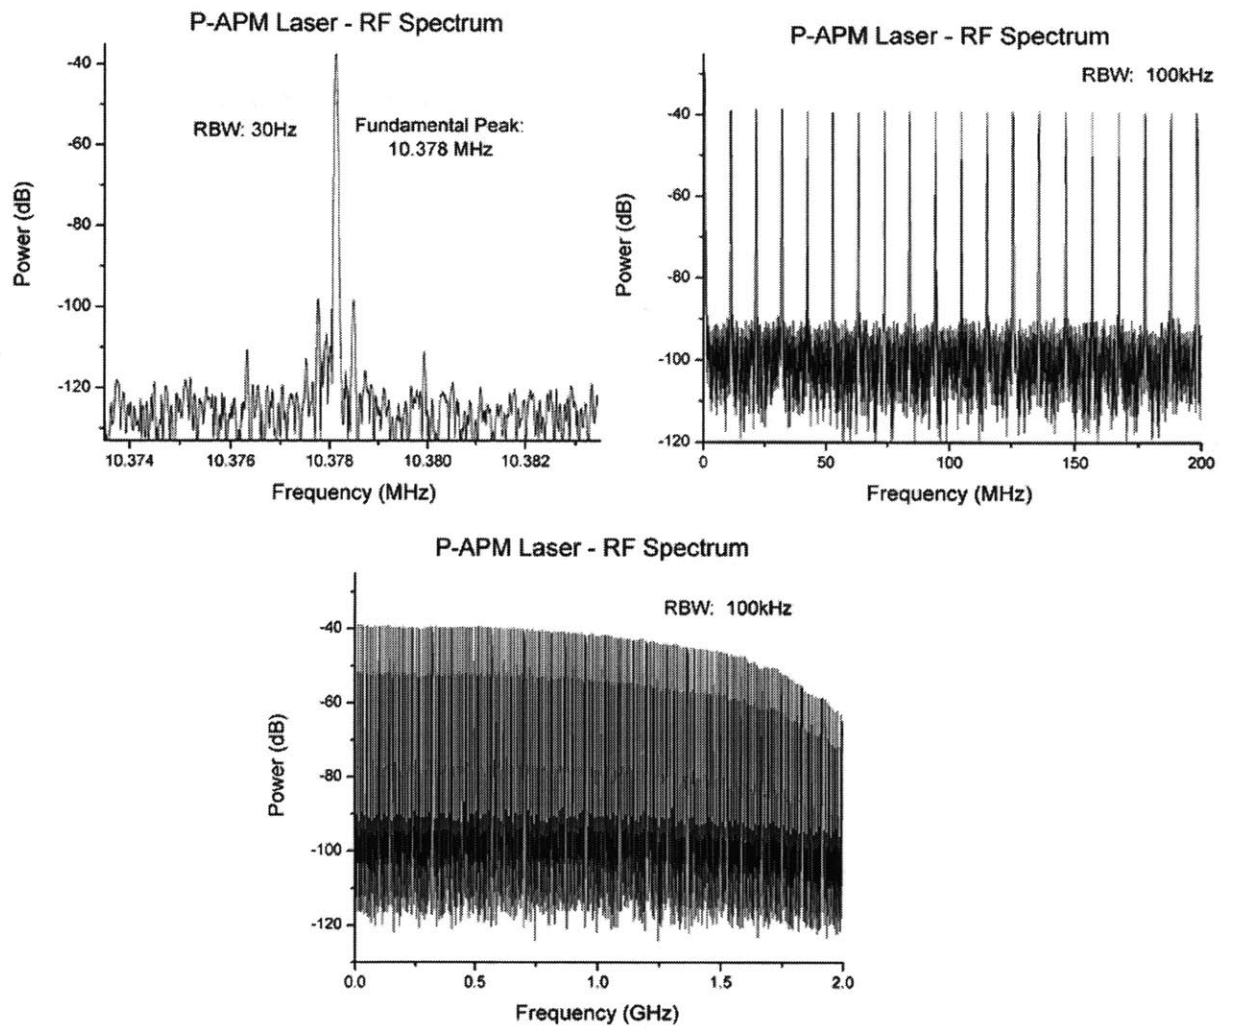 P-APM Laser - RF Spectrum
RBW: 30Hz
Fundamental Peak:
10.378 MHz
Power (dB)
-40
-60
-80
-100
-120
10.374
10.376
10.378
10.380
10.382
Frequency (MHz)
P-APM Laser - RF Spectrum
RBW: 100kHz
Power (dB)
-40
-60
-80
-100
-120
0
50
100
150
200
Frequency (MHz)
P-APM Laser - RF Spectrum
RBW: 100kHz
Power (dB)
-40
-60
-80
-100
-120
0.0
0.5
1.0
1.5
2.0
Frequency (GHz)